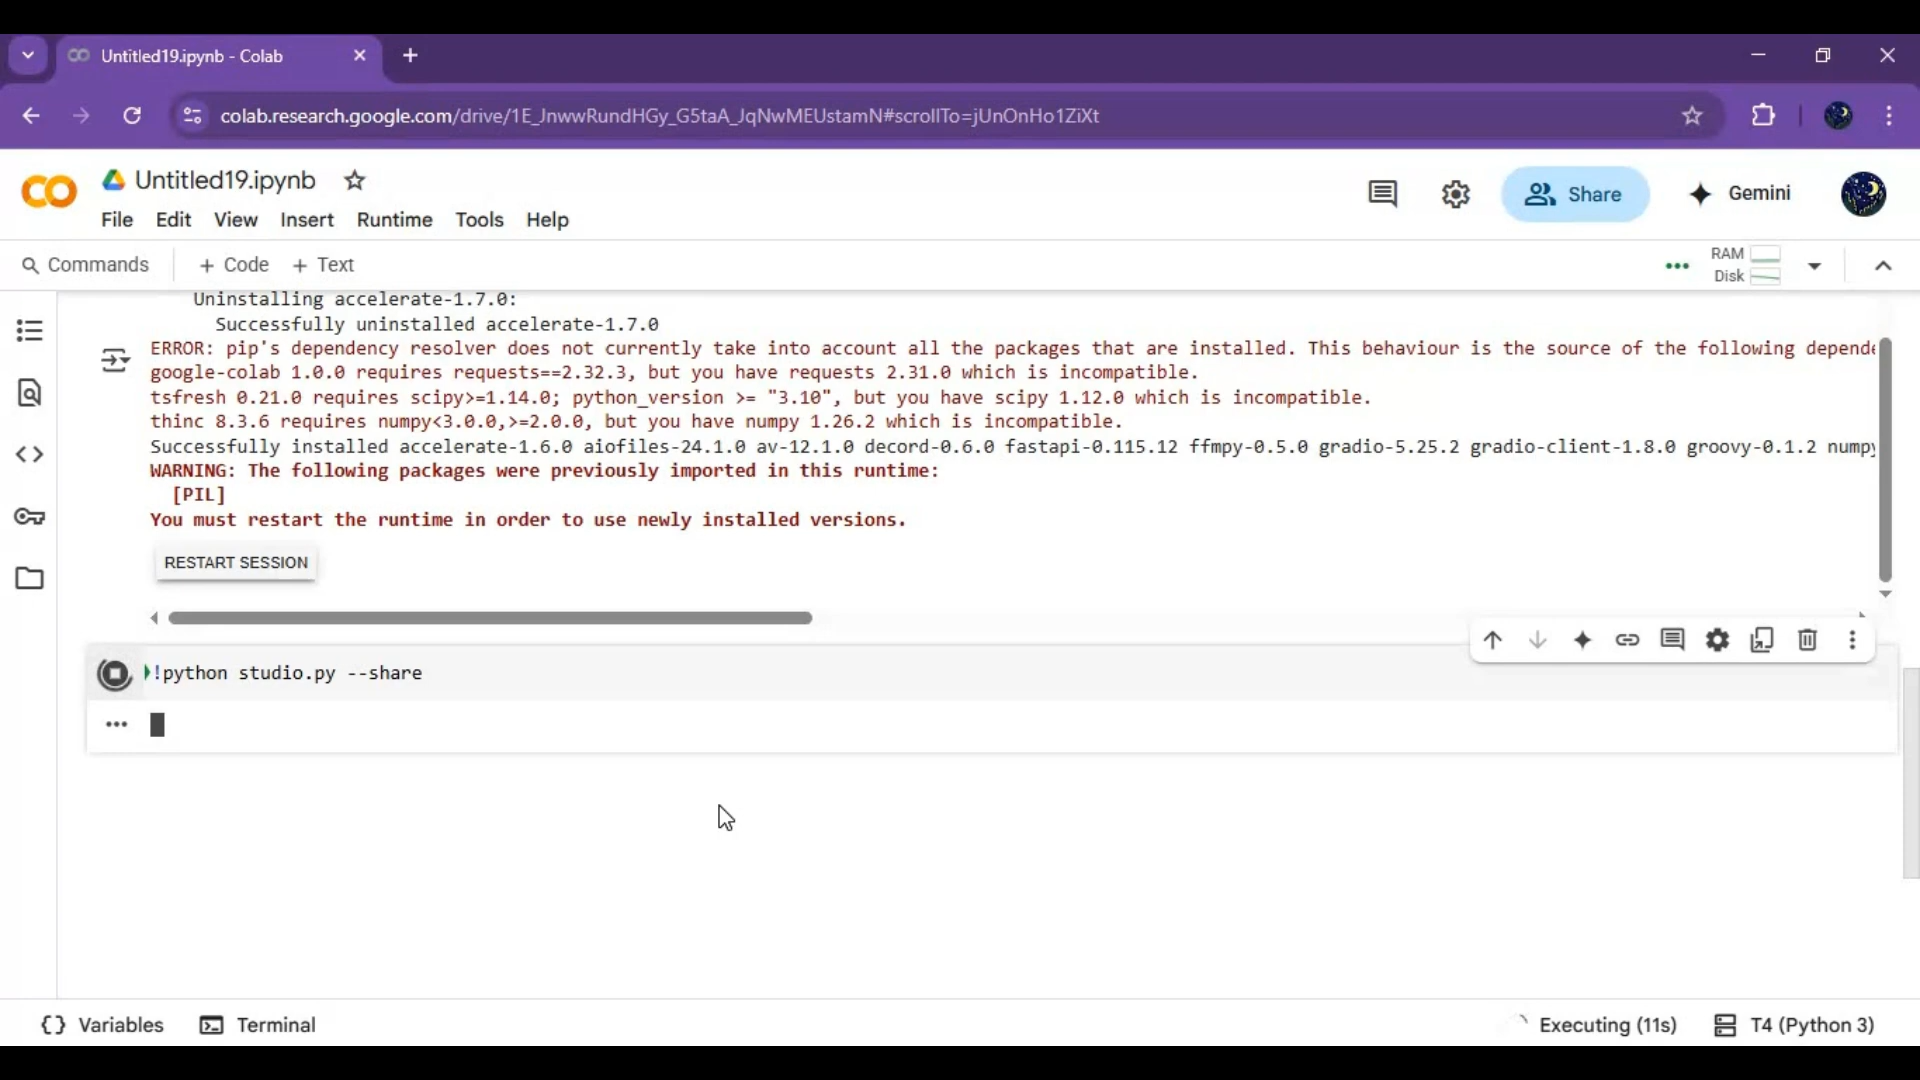 Untitled19.ipynb - Colab
colab.research.google.com/drive/1E_JnwwRundHGy_G5taA_JqNwMEUstamN#scrollTo=jUnOnHo1ZiXt
Untitled19.ipynb
Share
Gemini
File Edit View Insert Runtime Tools Help
Commands + Code + Text
RAM
Disk
Uninstalling accelerate-1.7.0:
Successfully uninstalled accelerate-1.7.0
ERROR: pip's dependency resolver does not currently take into account all the packages that are installed. This behaviour is the source of the following depende
google-colab 1.0.0 requires requests==2.32.3, but you have requests 2.31.0 which is incompatible.
tsfresh 0.21.0 requires scipy>=1.14.0; python_version >= "3.10", but you have scipy 1.12.0 which is incompatible.
thinc 8.3.6 requires numpy<3.0.0,>=2.0.0, but you have numpy 1.26.2 which is incompatible.
Successfully installed accelerate-1.6.0 aiofiles-24.1.0 av-12.1.0 decord-0.6.0 fastapi-0.115.12 ffmpy-0.5.0 gradio-5.25.2 gradio-client-1.8.0 groovy-0.1.2 numpy
WARNING: The following packages were previously imported in this runtime:
[PIL]
You must restart the runtime in order to use newly installed versions.
RESTART SESSION
!python studio.py --share
Variables Terminal Executing (11s) T4 (Python 3)